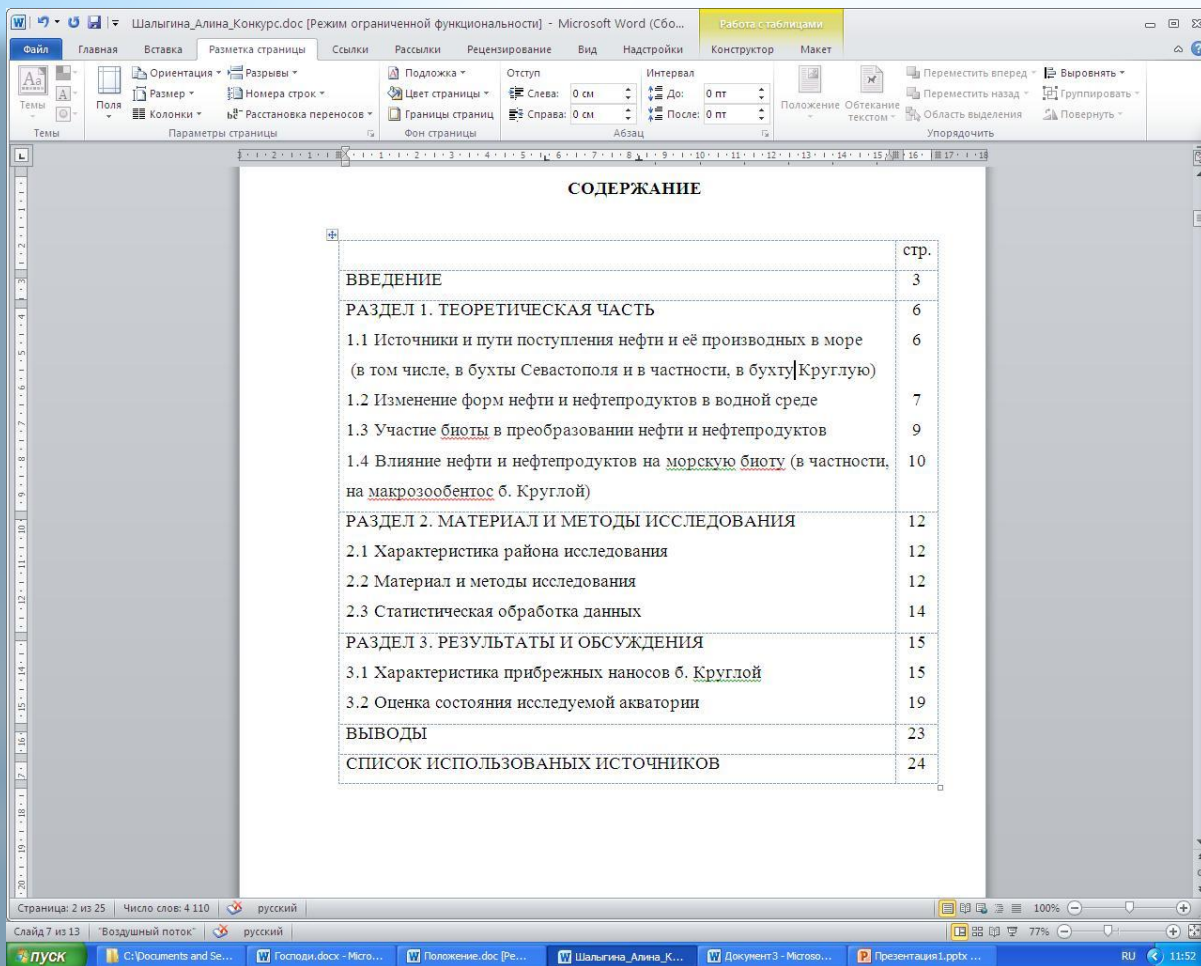 Шалыгина_Алина_Конкурс.doc [Режим ограниченной функциональности] - Microsoft Word (Сбо... Работа с таблицами
Файл Главная Вставка Разметка страницы Ссылки Рассылки Рецензирование Вид Надстройки Конструктор Макет
Ориентация Разрывы Подложка Отступ Интервал Переместить вперед Выровнять
Темы Поля Размер Номера строк Цвет страницы Слева: 0 см До: 0 пт Положение Обтекание текстом Переместить назад Группировать
Колонки Расстановка переносов Границы страниц Справа: 0 см После: 0 пт Область выделения Повернуть
Темы Параметры страницы Фон страницы Абзац Упорядочить
СОДЕРЖАНИЕ
стр.
ВВЕДЕНИЕ 3
РАЗДЕЛ 1. ТЕОРЕТИЧЕСКАЯ ЧАСТЬ 6
1.1 Источники и пути поступления нефти и её производных в море 6
(в том числе, в бухты Севастополя и в частности, в бухту Круглую)
1.2 Изменение форм нефти и нефтепродуктов в водной среде 7
1.3 Участие биоты в преобразовании нефти и нефтепродуктов 9
1.4 Влияние нефти и нефтепродуктов на морскую биоту (в частности, 10
на макрозообентос б. Круглой)
РАЗДЕЛ 2. МАТЕРИАЛ И МЕТОДЫ ИССЛЕДОВАНИЯ 12
2.1 Характеристика района исследования 12
2.2 Материал и методы исследования 12
2.3 Статистическая обработка данных 14
РАЗДЕЛ 3. РЕЗУЛЬТАТЫ И ОБСУЖДЕНИЯ 15
3.1 Характеристика прибрежных наносов б. Круглой 15
3.2 Оценка состояния исследуемой акватории 19
ВЫВОДЫ 23
СПИСОК ИСПОЛЬЗОВАНЫХ ИСТОЧНИКОВ 24
Страница: 2 из 25 Число слов: 4 110 русский 100%
Слайд 7 из 13 "Воздушный поток" русский 77%
пуск C:\Documents and Se... Господи.docx - Micro... Положение.doc [Ре... Шалыгина_Алина_К... Документ3 - Microso... Презентация1.pptx ... RU 11:52